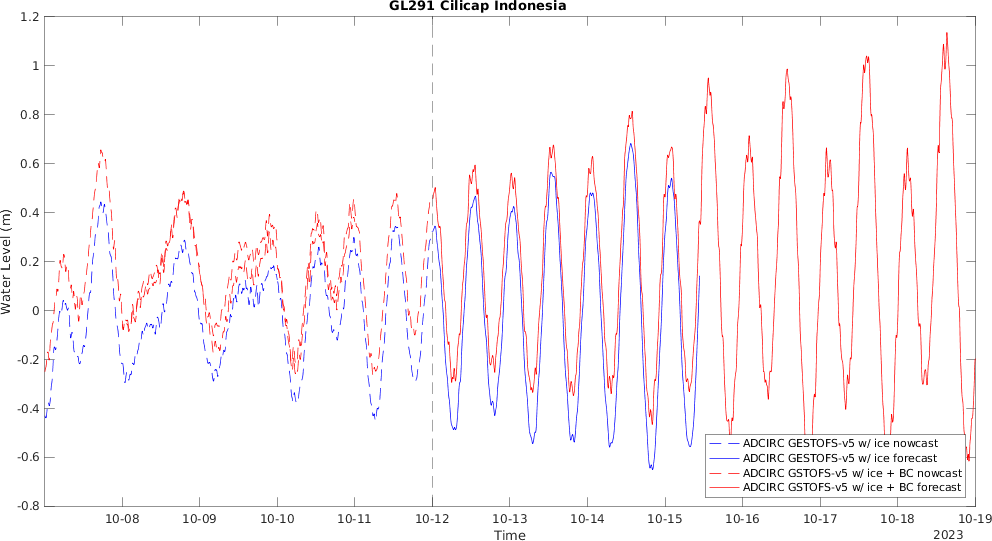 GL291 Cilicap Indonesia
1.2
1
0.8
0.6
0.4
0.2
0
-0.2
-0.4
-0.6
-0.8
Water Level (m)
10-08 10-09 10-10 10-11 10-12 10-13 10-14 10-15 10-16 10-17 10-18 10-19
Time
2023
ADCIRC GESTOFS-v5 w/ ice nowcast
ADCIRC GESTOFS-v5 w/ ice forecast
ADCIRC GSTOFS-v5 w/ ice + BC nowcast
ADCIRC GSTOFS-v5 w/ ice + BC forecast